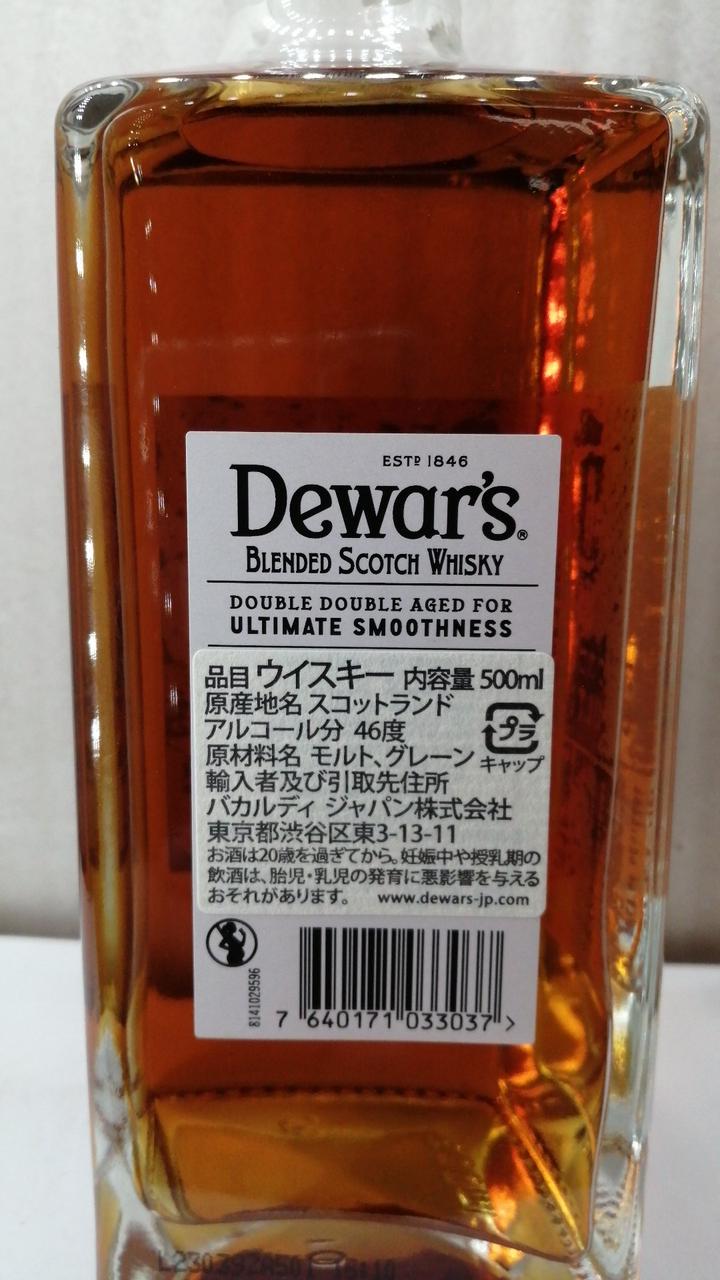 ESTD 1846
Dewar's®
BLENDED SCOTCH WHISKY
DOUBLE DOUBLE AGED FOR
ULTIMATE SMOOTHNESS
品目 ウイスキー 内容量 500ml
原産地名 スコットランド
アルコール分 46度
プラ
原材料名 モルト、グレーン キャップ
輸入者及び引取先住所
バカルディ ジャパン株式会社
東京都渋谷区東3-13-11
お酒は20歳を過ぎてから。妊娠中や授乳期の
飲酒は、胎児・乳児の発育に悪影響を与える
おそれがあります。 www.dewars-jp.com
8141029596
7 640171 033037 >